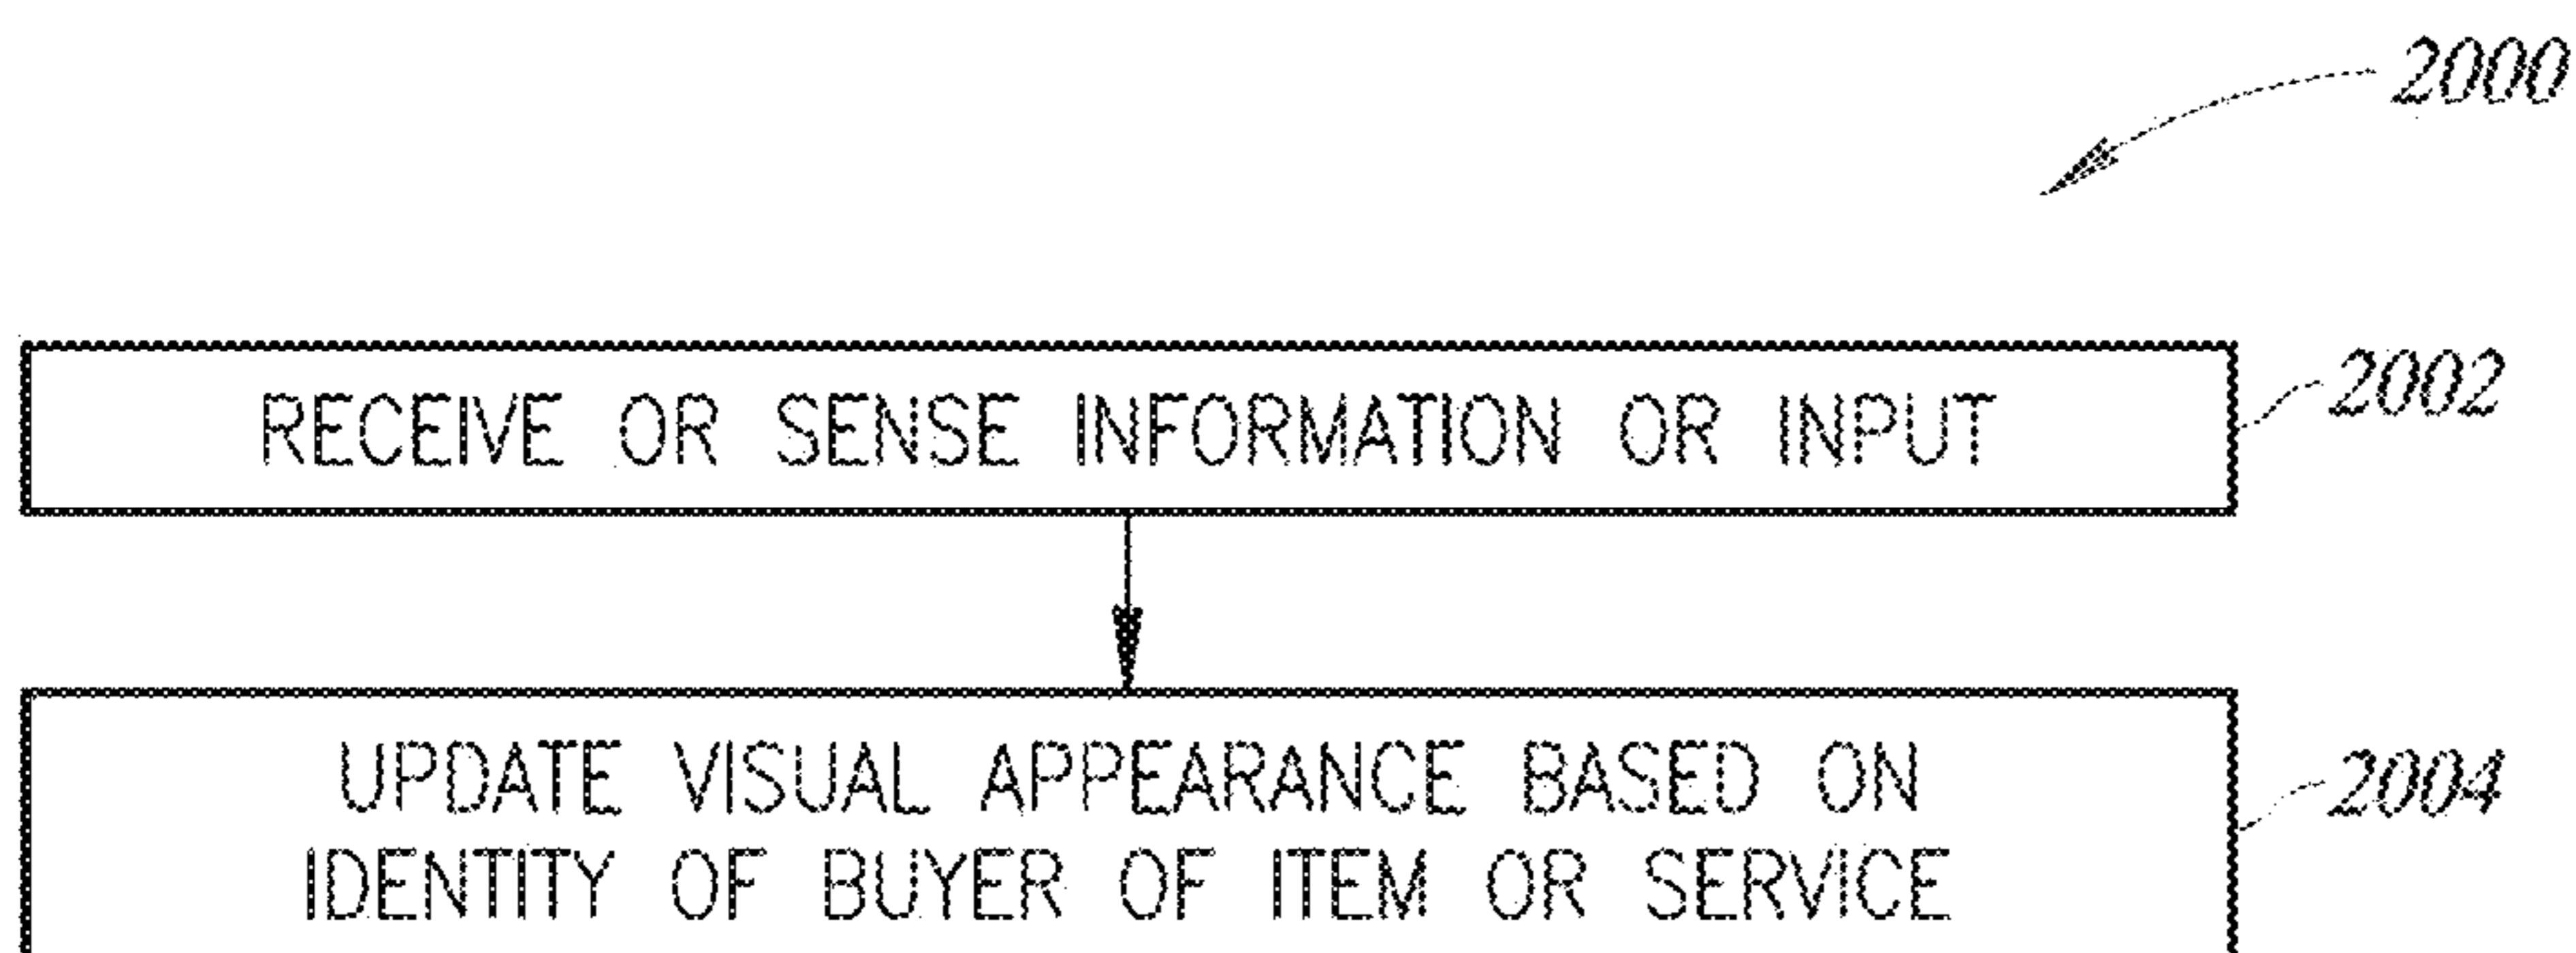 2000
RECEIVE OR SENSE INFORMATION OR INPUT
2002
UPDATE VISUAL APPEARANCE BASED ON
2004
IDENTITY OF BUYER OF ITEM OR SERVICE